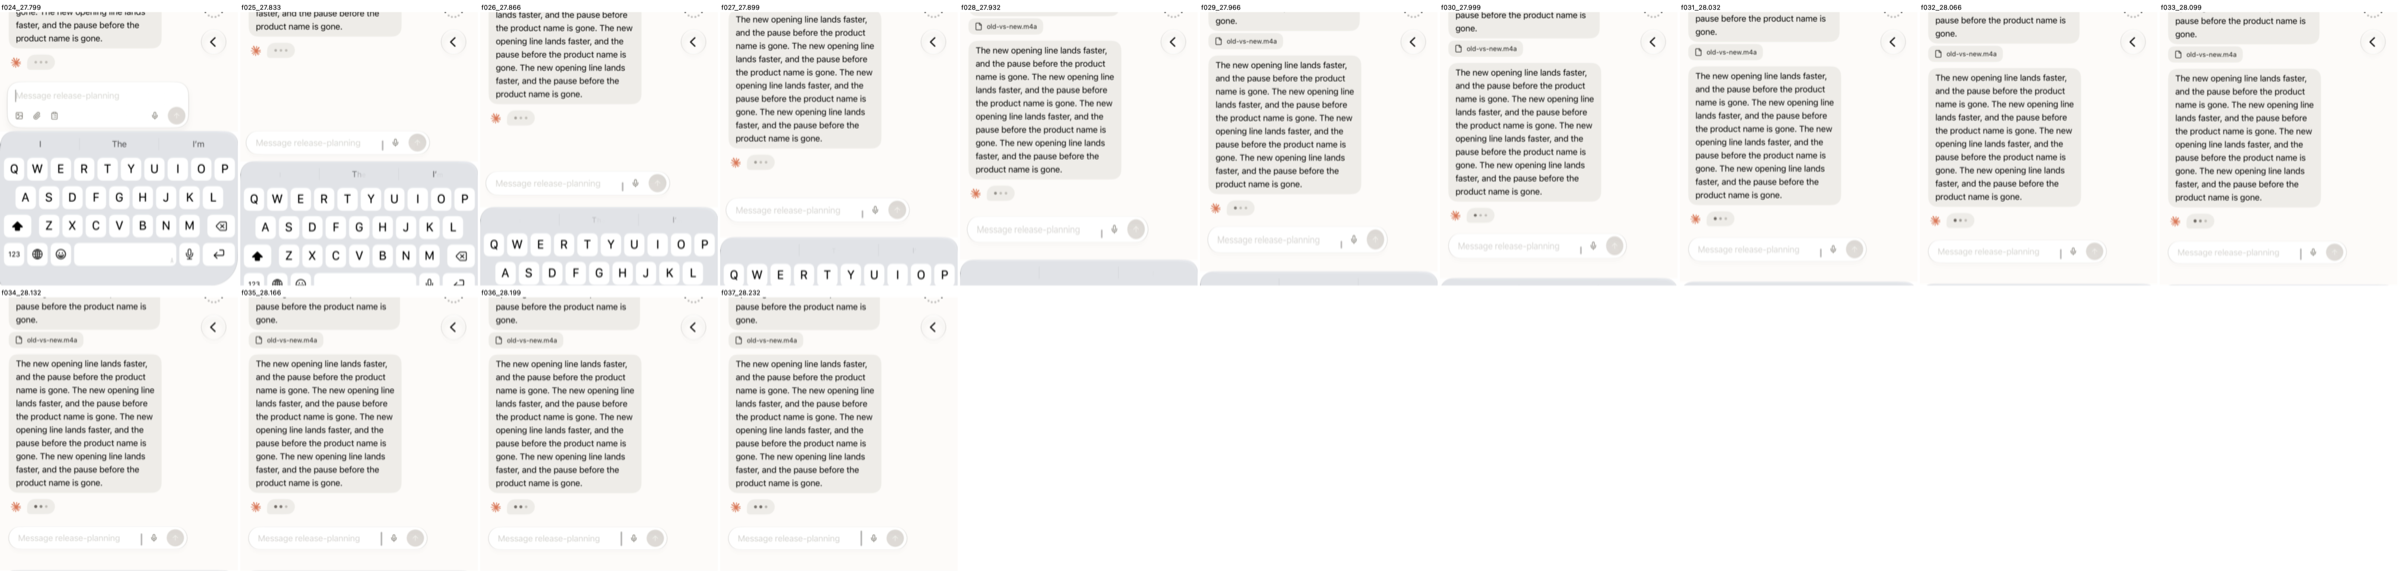 f024_27.799
gone. The new opening line lands
faster, and the pause before the
product name is gone.
Message release-planning
I The I'm
Q W E R T Y U I O P
A S D F G H J K L
Z X C V B N M
123
f025_27.833
faster, and the pause before the
product name is gone.
Message release-planning
Th I'
Q W E R T Y U I O P
A S D F G H J K L
Z X C V B N M
123
f026_27.866
lands faster, and the pause before
the product name is gone. The new
opening line lands faster, and the
pause before the product name is
gone. The new opening line lands
faster, and the pause before the
product name is gone.
Message release-planning
Q W E R T Y U I O P
A S D F G H J K L
f027_27.899
The new opening line lands faster,
and the pause before the product
name is gone. The new opening line
lands faster, and the pause before
the product name is gone. The new
opening line lands faster, and the
pause before the product name is
gone. The new opening line lands
faster, and the pause before the
product name is gone.
Message release-planning
Q W E R T Y U I O P
f028_27.932
old-vs-new.m4a
The new opening line lands faster,
and the pause before the product
name is gone. The new opening line
lands faster, and the pause before
the product name is gone. The new
opening line lands faster, and the
pause before the product name is
gone. The new opening line lands
faster, and the pause before the
product name is gone.
Message release-planning
f029_27.966
gone.
old-vs-new.m4a
The new opening line lands faster,
and the pause before the product
name is gone. The new opening line
lands faster, and the pause before
the product name is gone. The new
opening line lands faster, and the
pause before the product name is
gone. The new opening line lands
faster, and the pause before the
product name is gone.
Message release-planning
f030_27.999
pause before the product name is
gone.
old-vs-new.m4a
The new opening line lands faster,
and the pause before the product
name is gone. The new opening line
lands faster, and the pause before
the product name is gone. The new
opening line lands faster, and the
pause before the product name is
gone. The new opening line lands
faster, and the pause before the
product name is gone.
Message release-planning
f031_28.032
pause before the product name is
gone.
old-vs-new.m4a
The new opening line lands faster,
and the pause before the product
name is gone. The new opening line
lands faster, and the pause before
the product name is gone. The new
opening line lands faster, and the
pause before the product name is
gone. The new opening line lands
faster, and the pause before the
product name is gone.
Message release-planning
f032_28.066
pause before the product name is
gone.
old-vs-new.m4a
The new opening line lands faster,
and the pause before the product
name is gone. The new opening line
lands faster, and the pause before
the product name is gone. The new
opening line lands faster, and the
pause before the product name is
gone. The new opening line lands
faster, and the pause before the
product name is gone.
Message release-planning
f033_28.099
pause before the product name is
gone.
old-vs-new.m4a
The new opening line lands faster,
and the pause before the product
name is gone. The new opening line
lands faster, and the pause before
the product name is gone. The new
opening line lands faster, and the
pause before the product name is
gone. The new opening line lands
faster, and the pause before the
product name is gone.
Message release-planning
f034_28.132
pause before the product name is
gone.
old-vs-new.m4a
The new opening line lands faster,
and the pause before the product
name is gone. The new opening line
lands faster, and the pause before
the product name is gone. The new
opening line lands faster, and the
pause before the product name is
gone. The new opening line lands
faster, and the pause before the
product name is gone.
Message release-planning
f035_28.166
pause before the product name is
gone.
old-vs-new.m4a
The new opening line lands faster,
and the pause before the product
name is gone. The new opening line
lands faster, and the pause before
the product name is gone. The new
opening line lands faster, and the
pause before the product name is
gone. The new opening line lands
faster, and the pause before the
product name is gone.
Message release-planning
f036_28.199
pause before the product name is
gone.
old-vs-new.m4a
The new opening line lands faster,
and the pause before the product
name is gone. The new opening line
lands faster, and the pause before
the product name is gone. The new
opening line lands faster, and the
pause before the product name is
gone. The new opening line lands
faster, and the pause before the
product name is gone.
Message release-planning
f037_28.232
pause before the product name is
gone.
old-vs-new.m4a
The new opening line lands faster,
and the pause before the product
name is gone. The new opening line
lands faster, and the pause before
the product name is gone. The new
opening line lands faster, and the
pause before the product name is
gone. The new opening line lands
faster, and the pause before the
product name is gone.
Message release-planning